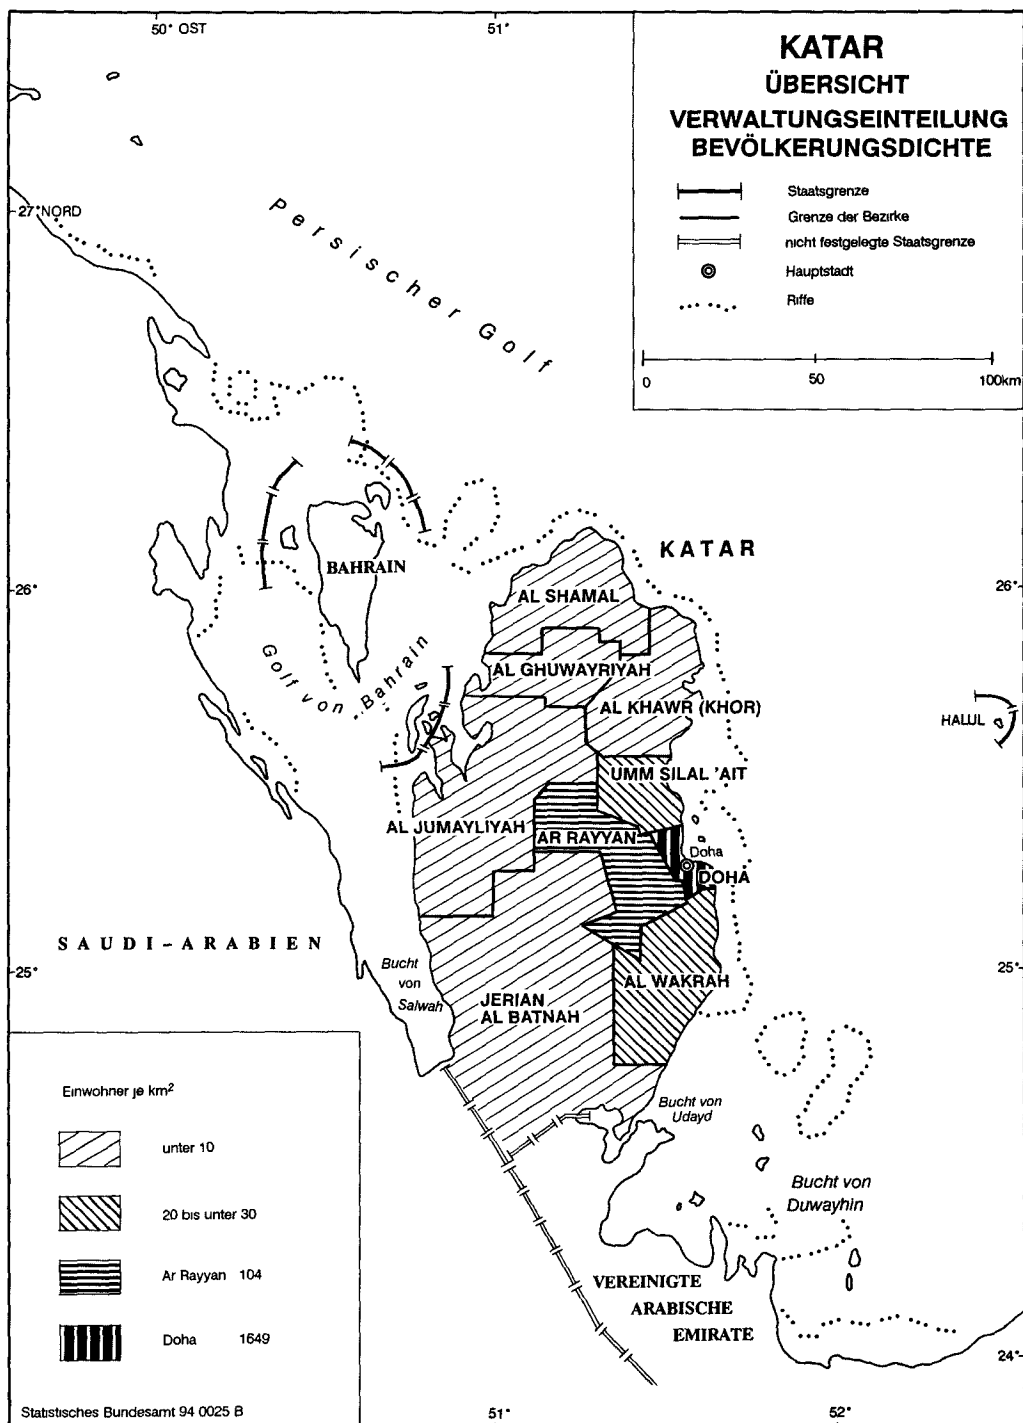 50° OST
51°
KATAR
ÜBERSICHT
VERWALTUNGSEINTEILUNG
BEVÖLKERUNGSDICHTE
Staatsgrenze
Grenze der Bezirke
nicht festgelegte Staatsgrenze
Hauptstadt
Riffe
0 50 100km
27° NORD
Persischer Golf
KATAR
BAHRAIN
26°
26°
AL SHAMAL
Golf von Bahrain
AL GHUWAYRIYAH
AL KHAWR (KHOR)
HALUL
UMM SILAL 'AIT
AL JUMAYLIYAH
AR RAYYAN
Doha
DOHA
SAUDI-ARABIEN
25°
25°
Bucht
von
Salwah
AL WAKRAH
JERIAN
AL BATNAH
Bucht von
Udayd
Bucht von
Duwayhin
VEREINIGTE
ARABISCHE
EMIRATE
24°
Einwohner je km²
unter 10
20 bis unter 30
Ar Rayyan 104
Doha 1649
Statistisches Bundesamt 94 0025 B
51°
52°